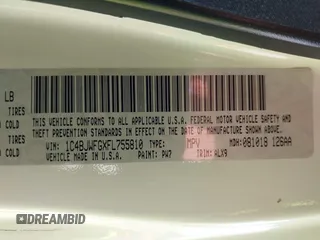 LB
TIRES
COLD
TIRES
COLD
THIS VEHICLE CONFORMS TO ALL APPLICABLE U.S.A. FEDERAL MOTOR VEHICLE SAFETY AND
THEFT PREVENTION STANDARDS IN EFFECT ON THE DATE OF MANUFACTURE SHOWN ABOVE.
VIN: 1C4BJWFGXFL755810 TYPE: MPV MDH: 081018 126AA
VEHICLE MADE IN U.S.A. PAINT: PW7 TRIM: ALX9
DREAMBID